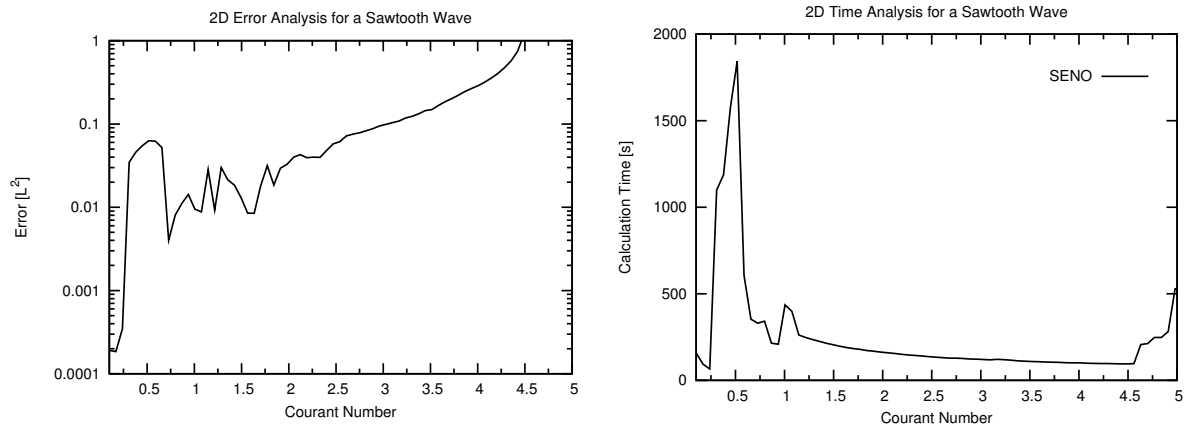 2D Error Analysis for a Sawtooth Wave
1
0.1
0.01
0.001
0.0001
Error [L²]
0.5 1 1.5 2 2.5 3 3.5 4 4.5 5
Courant Number
2D Time Analysis for a Sawtooth Wave
2000
1500
1000
500
0
Calculation Time [s]
SENO
0.5 1 1.5 2 2.5 3 3.5 4 4.5 5
Courant Number